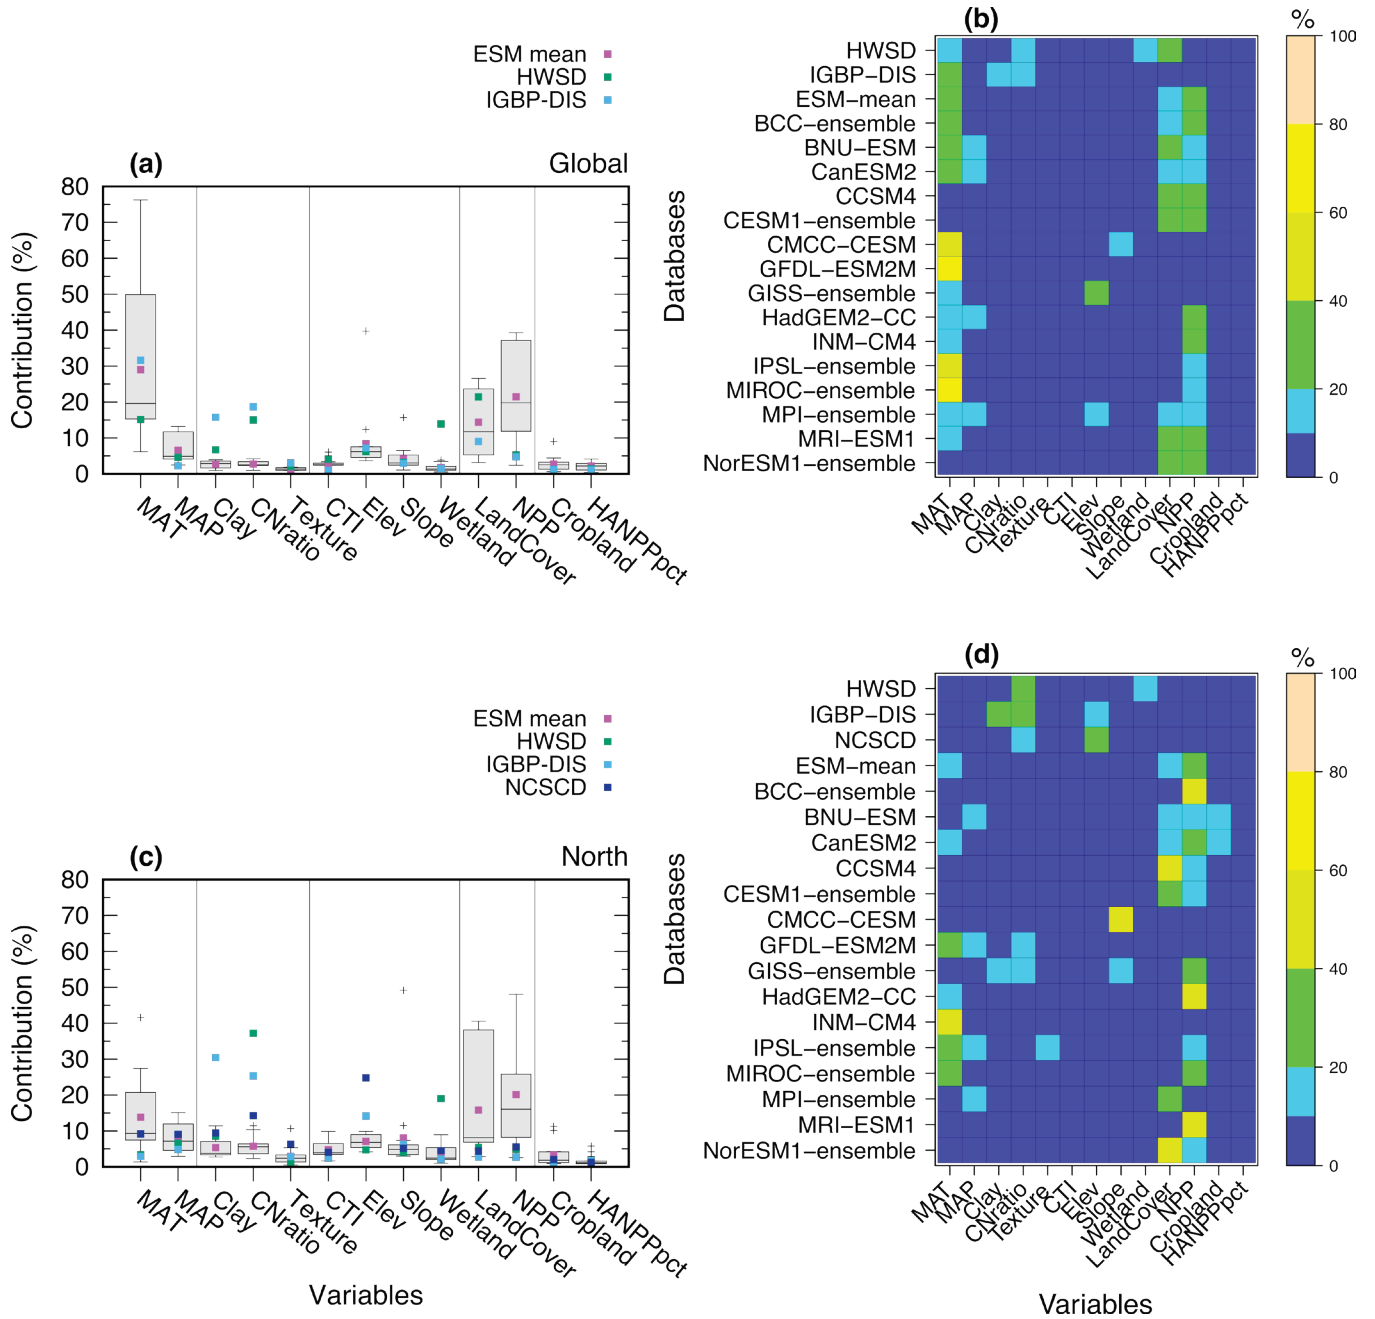 ESM mean
HWSD
IGBP-DIS
(a)
Global
80
70
60
50
40
30
20
10
0
Contribution (%)
MAT
MAP
Clay
CNratio
Texture
CTI
Elev
Slope
Wetland
LandCover
NPP
Cropland
HANPPpct
(b)
%
Databases
HWSD
IGBP−DIS
ESM−mean
BCC−ensemble
BNU−ESM
CanESM2
CCSM4
CESM1−ensemble
CMCC−CESM
GFDL−ESM2M
GISS−ensemble
HadGEM2−CC
INM−CM4
IPSL−ensemble
MIROC−ensemble
MPI−ensemble
MRI−ESM1
NorESM1−ensemble
MAT
MAP
Clay
CNratio
Texture
CTI
Elev
Slope
Wetland
LandCover
NPP
Cropland
HANPPpct
100
80
60
40
20
0
ESM mean
HWSD
IGBP-DIS
NCSCD
(c)
North
80
70
60
50
40
30
20
10
0
Contribution (%)
MAT
MAP
Clay
CNratio
Texture
CTI
Elev
Slope
Wetland
LandCover
NPP
Cropland
HANPPpct
Variables
(d)
%
Databases
HWSD
IGBP−DIS
NCSCD
ESM−mean
BCC−ensemble
BNU−ESM
CanESM2
CCSM4
CESM1−ensemble
CMCC−CESM
GFDL−ESM2M
GISS−ensemble
HadGEM2−CC
INM−CM4
IPSL−ensemble
MIROC−ensemble
MPI−ensemble
MRI−ESM1
NorESM1−ensemble
MAT
MAP
Clay
CNratio
Texture
CTI
Elev
Slope
Wetland
LandCover
NPP
Cropland
HANPPpct
100
80
60
40
20
0
Variables